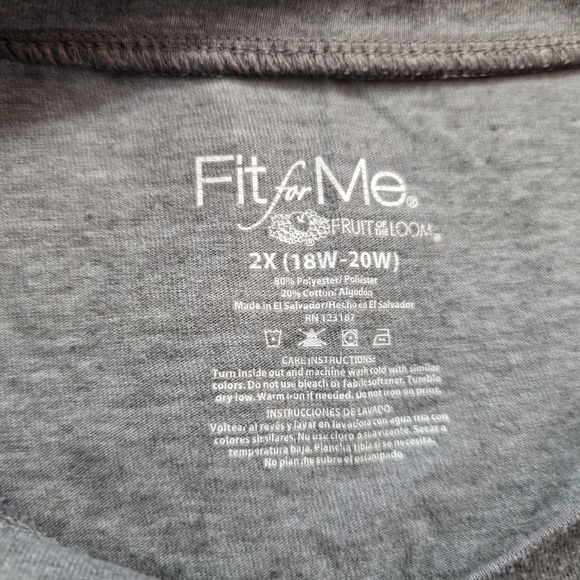 Fit for Me®
FRUIT OF THE LOOM®
2X (18W-20W)
80% Polyester/ Poliéster
20% Cotton/ Algodón
Made in El Salvador/Hecho en El Salvador
RN 123187
CARE INSTRUCTIONS:
Turn inside out and machine wash cold with similar
colors. Do not use bleach or fabric softener. Tumble
dry low. Warm iron if needed. Do not iron on print.
INSTRUCCIONES DE LAVADO:
Voltear al revés y lavar en lavadora con agua fria con
colores similares. No use cloro o suavizante. Secar a
temperatura baja. Plancha tibia si se necesita.
No planche sobre el estampado